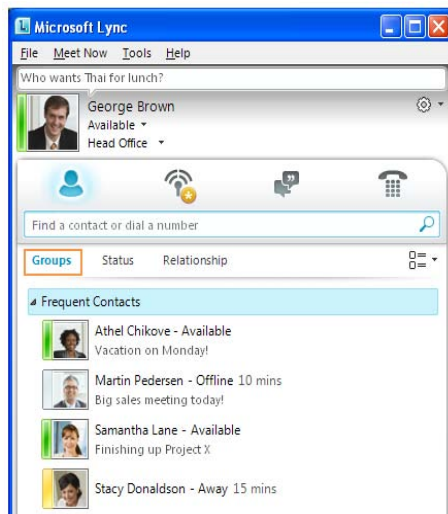 Microsoft Lync
File Meet Now Tools Help
Who wants Thai for lunch?
George Brown
Available
Head Office
Find a contact or dial a number
Groups Status Relationship
Frequent Contacts
Athel Chikove - Available
Vacation on Monday!
Martin Pedersen - Offline 10 mins
Big sales meeting today!
Samantha Lane - Available
Finishing up Project X
Stacy Donaldson - Away 15 mins